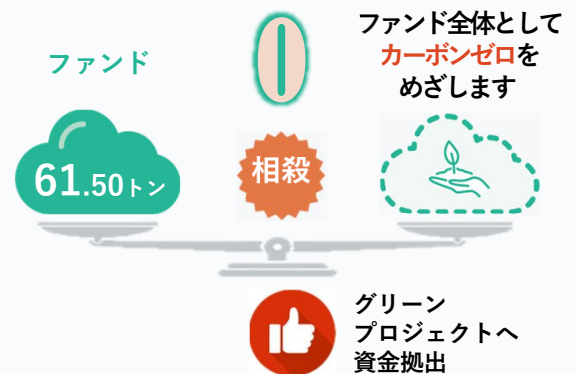 ファンド
ファンド全体として
カーボンゼロを
めざします
61.50トン
相殺
グリーン
プロジェクトへ
資金拠出